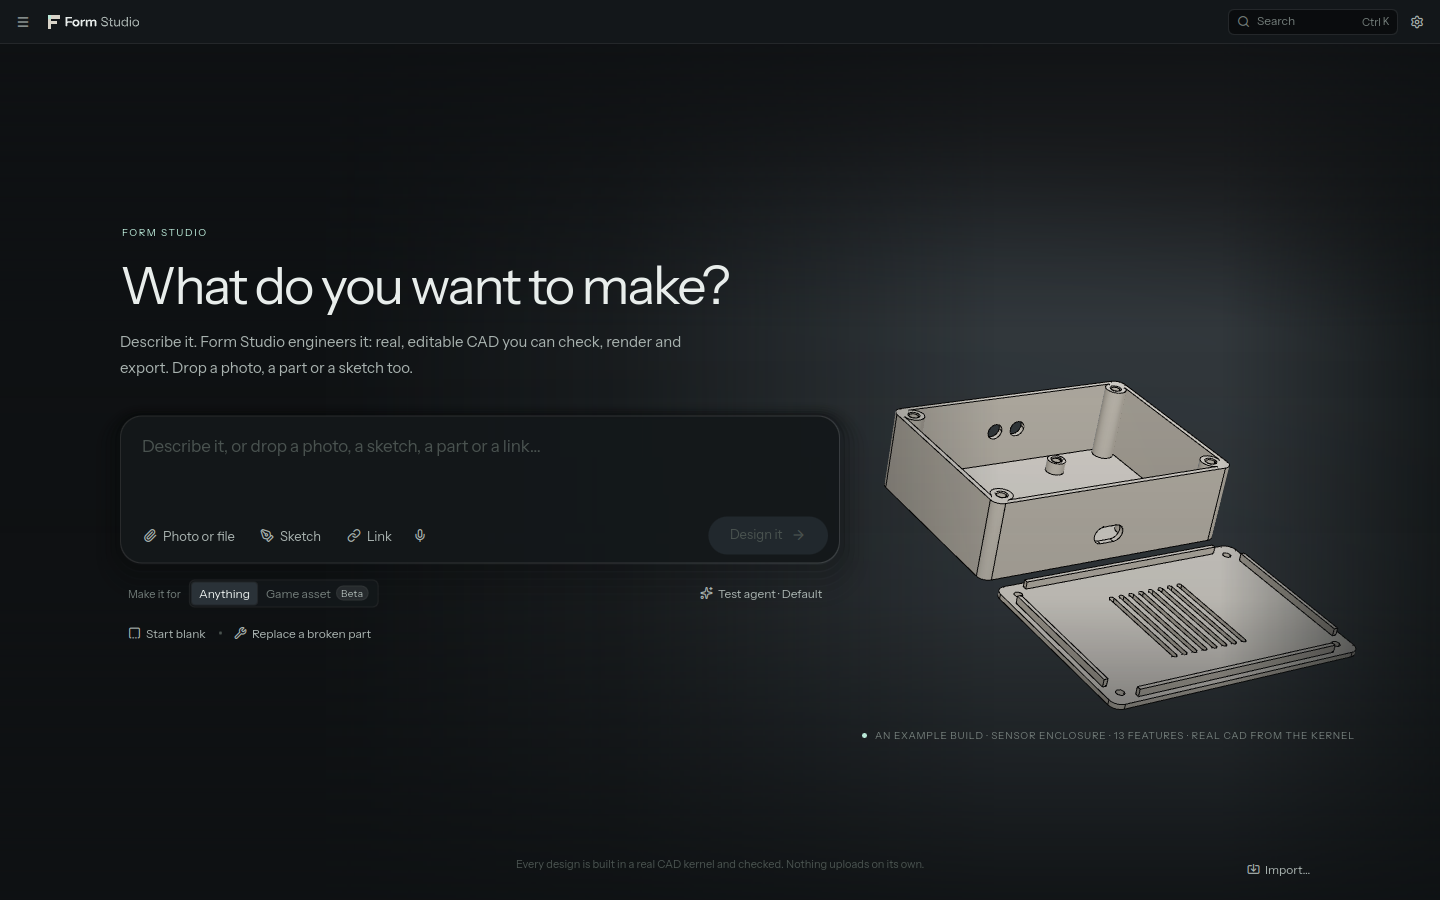 Form Studio
Search
Ctrl K
FORM STUDIO
What do you want to make?
Describe it. Form Studio engineers it: real, editable CAD you can check, render and
export. Drop a photo, a part or a sketch too.
Describe it, or drop a photo, a sketch, a part or a link...
Photo or file
Sketch
Link
Design it
Make it for
Anything
Game asset
Beta
Test agent · Default
Start blank
Replace a broken part
AN EXAMPLE BUILD · SENSOR ENCLOSURE · 13 FEATURES · REAL CAD FROM THE KERNEL
Every design is built in a real CAD kernel and checked. Nothing uploads on its own.
Import...